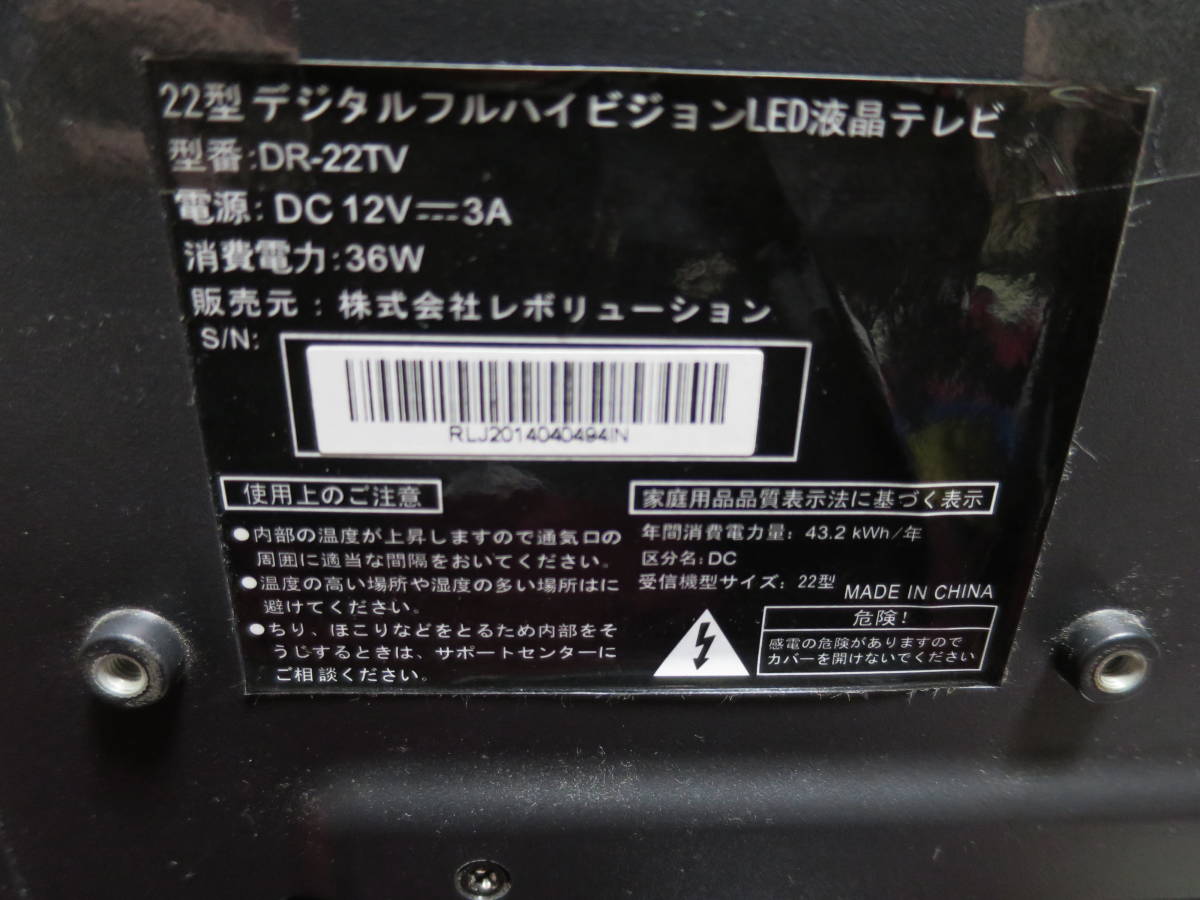 22型デジタルフルハイビジョンLED液晶テレビ
型番:DR-22TV
電源: DC 12V⎓3A
消費電力:36W
販売元：株式会社レボリューション
S/N:
RLJ2014040494IN
使用上のご注意
●内部の温度が上昇しますので通気口の
周囲に適当な間隔をおいてください。
●温度の高い場所や湿度の多い場所はに
避けてください。
●ちり、ほこりなどをとるため内部をそ
うじするときは、サポートセンターに
ご相談ください。
家庭用品品質表示法に基づく表示
年間消費電力量: 43.2 kWh/年
区分名: DC
受信機型サイズ: 22型
MADE IN CHINA
危険!
感電の危険がありますので
カバーを開けないでください